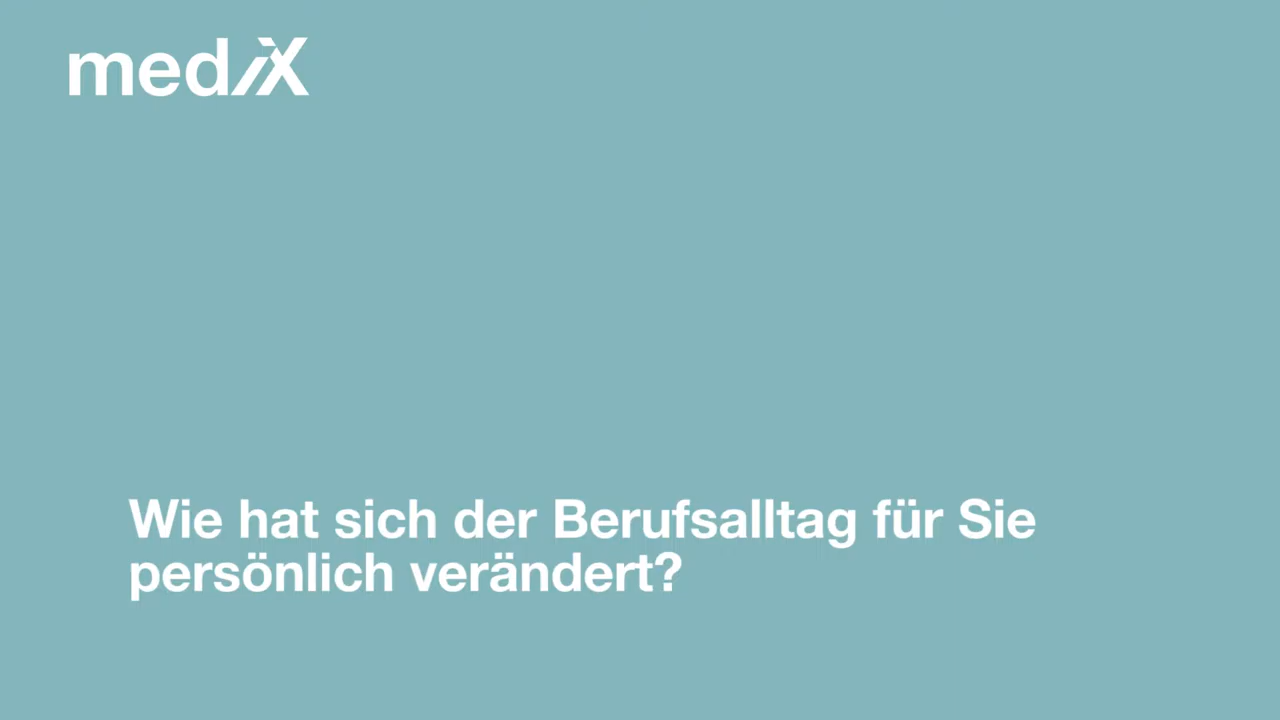 medix
Wie hat sich der Berufsalltag für Sie
persönlich verändert?